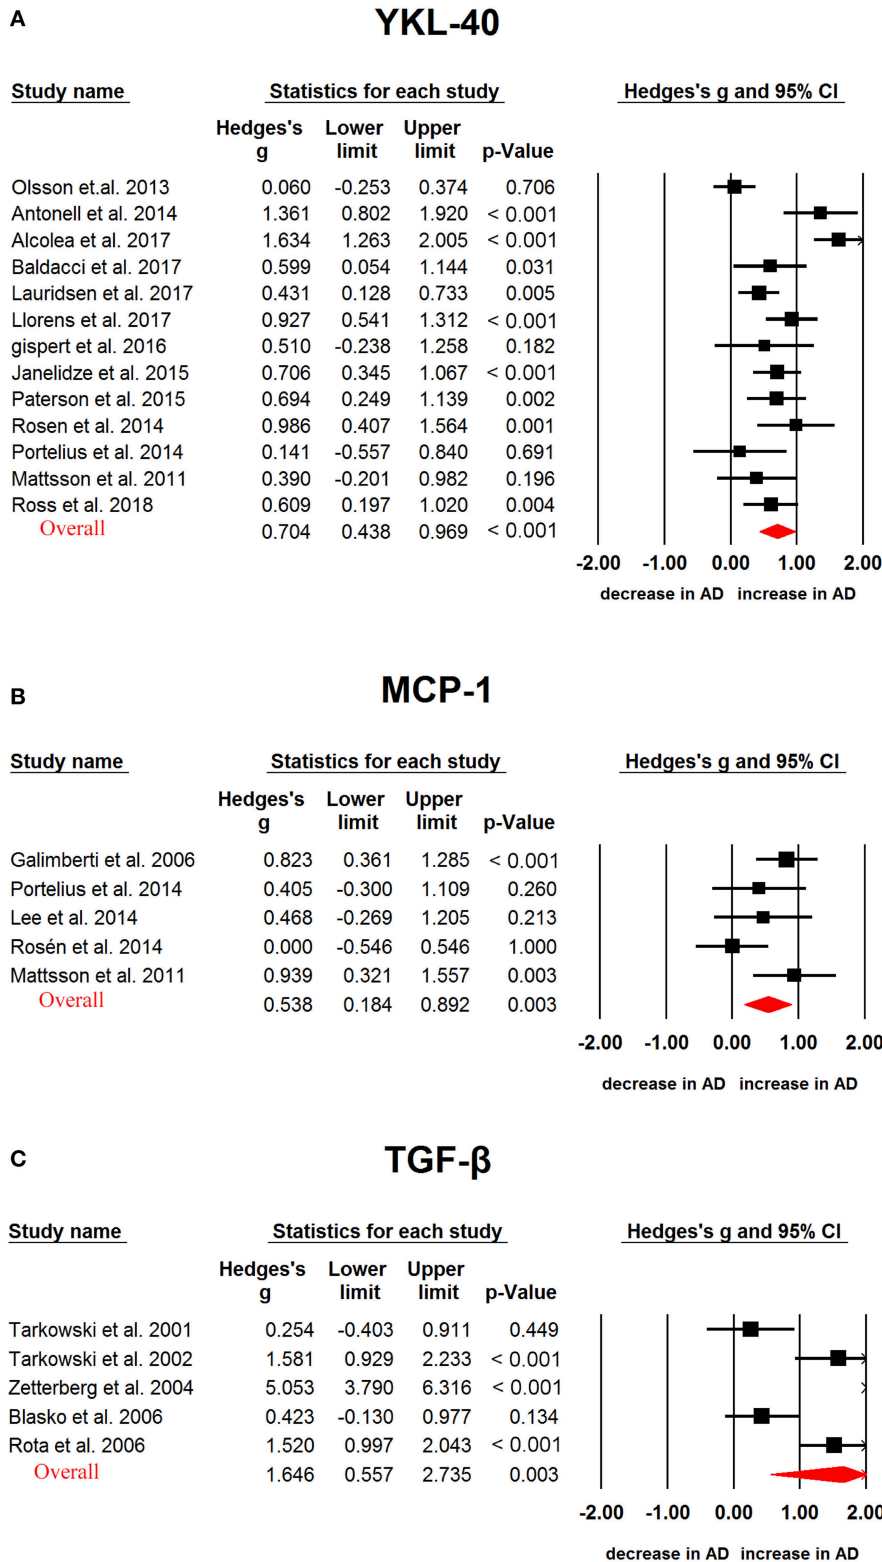 A
YKL-40
Study name Statistics for each study Hedges's g and 95% CI
Hedges's Lower Upper
g limit limit p-Value
Olsson et.al. 2013 0.060 -0.253 0.374 0.706
Antonell et al. 2014 1.361 0.802 1.920 < 0.001
Alcolea et al. 2017 1.634 1.263 2.005 < 0.001
Baldacci et al. 2017 0.599 0.054 1.144 0.031
Lauridsen et al. 2017 0.431 0.128 0.733 0.005
Llorens et al. 2017 0.927 0.541 1.312 < 0.001
gispert et al. 2016 0.510 -0.238 1.258 0.182
Janelidze et al. 2015 0.706 0.345 1.067 < 0.001
Paterson et al. 2015 0.694 0.249 1.139 0.002
Rosen et al. 2014 0.986 0.407 1.564 0.001
Portelius et al. 2014 0.141 -0.557 0.840 0.691
Mattsson et al. 2011 0.390 -0.201 0.982 0.196
Ross et al. 2018 0.609 0.197 1.020 0.004
Overall 0.704 0.438 0.969 < 0.001
-2.00 -1.00 0.00 1.00 2.00
decrease in AD increase in AD
B
MCP-1
Study name Statistics for each study Hedges's g and 95% CI
Hedges's Lower Upper
g limit limit p-Value
Galimberti et al. 2006 0.823 0.361 1.285 < 0.001
Portelius et al. 2014 0.405 -0.300 1.109 0.260
Lee et al. 2014 0.468 -0.269 1.205 0.213
Rosén et al. 2014 0.000 -0.546 0.546 1.000
Mattsson et al. 2011 0.939 0.321 1.557 0.003
Overall 0.538 0.184 0.892 0.003
-2.00 -1.00 0.00 1.00 2.00
decrease in AD increase in AD
C
TGF-β
Study name Statistics for each study Hedges's g and 95% CI
Hedges's Lower Upper
g limit limit p-Value
Tarkowski et al. 2001 0.254 -0.403 0.911 0.449
Tarkowski et al. 2002 1.581 0.929 2.233 < 0.001
Zetterberg et al. 2004 5.053 3.790 6.316 < 0.001
Blasko et al. 2006 0.423 -0.130 0.977 0.134
Rota et al. 2006 1.520 0.997 2.043 < 0.001
Overall 1.646 0.557 2.735 0.003
-2.00 -1.00 0.00 1.00 2.00
decrease in AD increase in AD